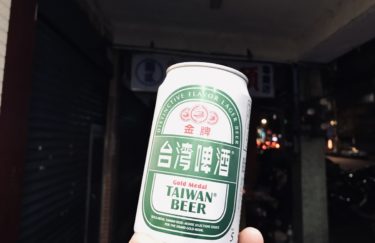 DISTINCTIVE FLAVOR LAGER BEER
金牌
台湾啤酒
Gold Medal
TAIWAN®
BEER